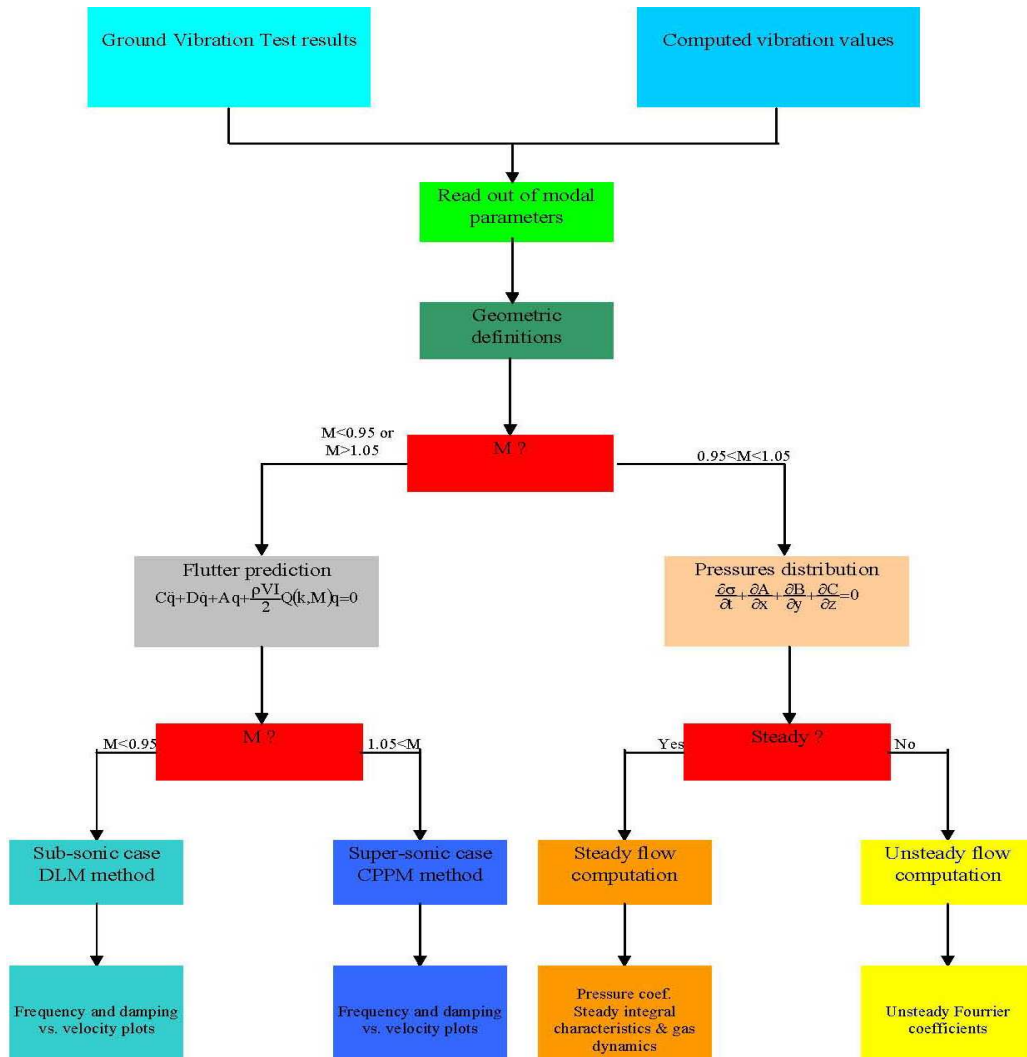 Ground Vibration Test results
Computed vibration values
Read out of modal
parameters
Geometric
definitions
M<0.95 or
M>1.05
M ?
0.95<M<1.05
Flutter prediction
Cq̈+Dq̇+Aq+ρVI/2 Q(k,M)q=0
Pressures distribution
∂σ/∂t+∂A/∂x+∂B/∂y+∂C/∂z=0
M<0.95
M ?
1.05<M
Yes
Steady ?
No
Sub-sonic case
DLM method
Super-sonic case
CPPM method
Steady flow
computation
Unsteady flow
computation
Frequency and damping
vs. velocity plots
Frequency and damping
vs. velocity plots
Pressure coef.
Steady integral
characteristics & gas
dynamics
Unsteady Fourrier
coefficients